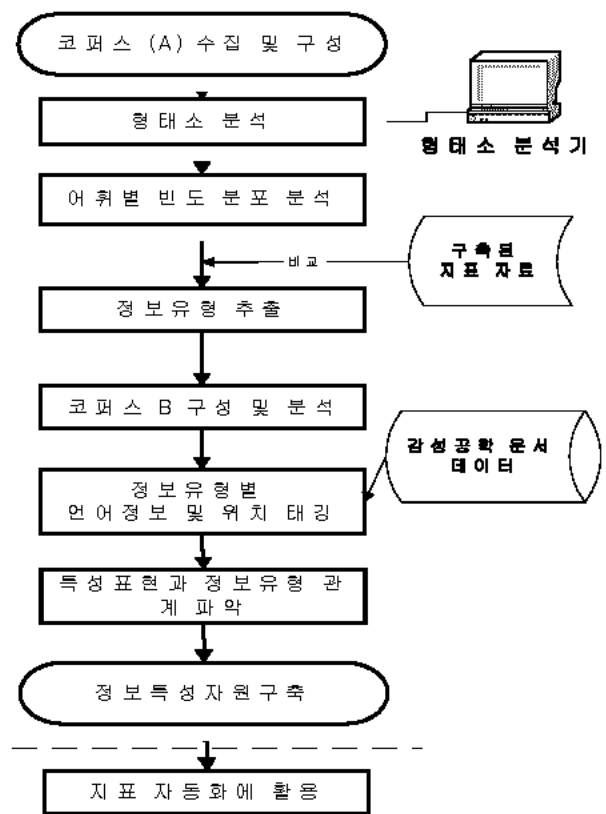 코퍼스 (A) 수집 및 구성
형태소 분석
형태소 분석기
어휘별 빈도 분포 분석
비교
구축된
지표 자료
정보유형 추출
코퍼스 B 구성 및 분석
감성공학 문서
데이터
정보유형별
언어정보 및 위치 태깅
특성표현과 정보유형 관
계 파악
정보특성자원구축
지표 자동화에 활용